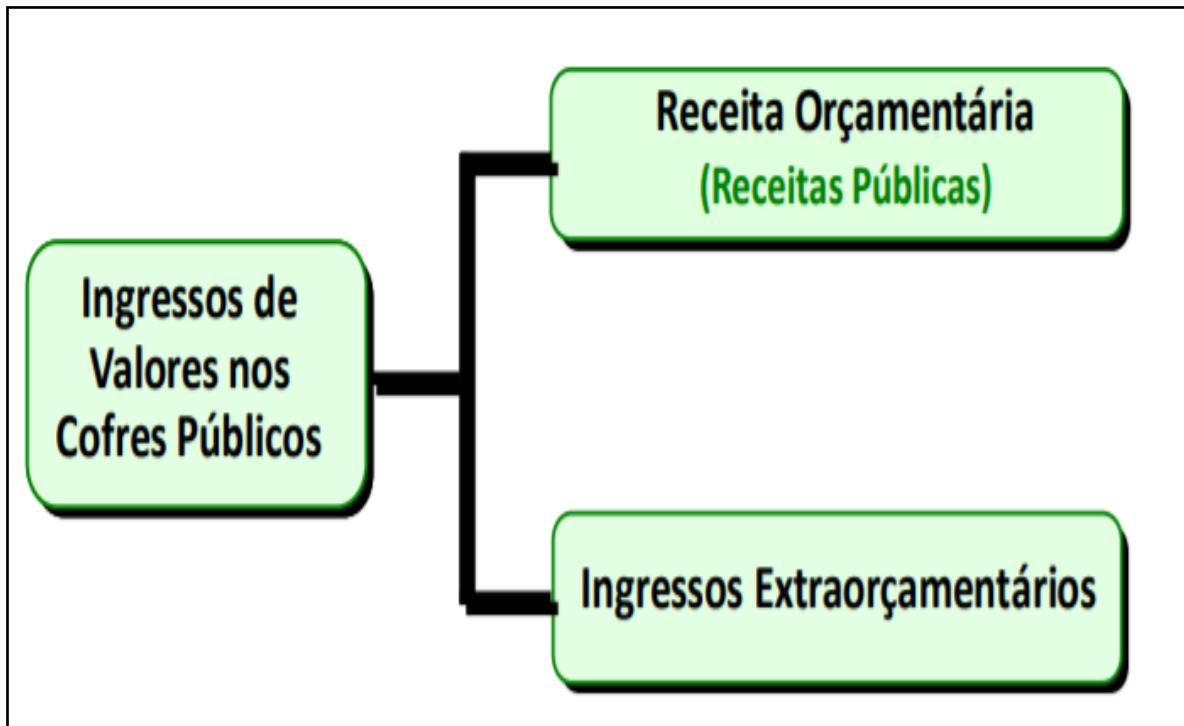 Receita Orçamentária
(Receitas Públicas)
Ingressos de
Valores nos
Cofres Públicos
Ingressos Extraorçamentários